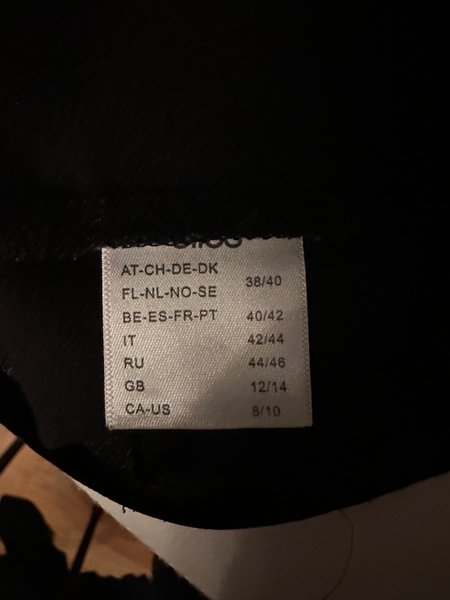 AT-CH-DE-DK
FL-NL-NO-SE 38/40
BE-ES-FR-PT 40/42
IT 42/44
RU 44/46
GB 12/14
CA-US 8/10